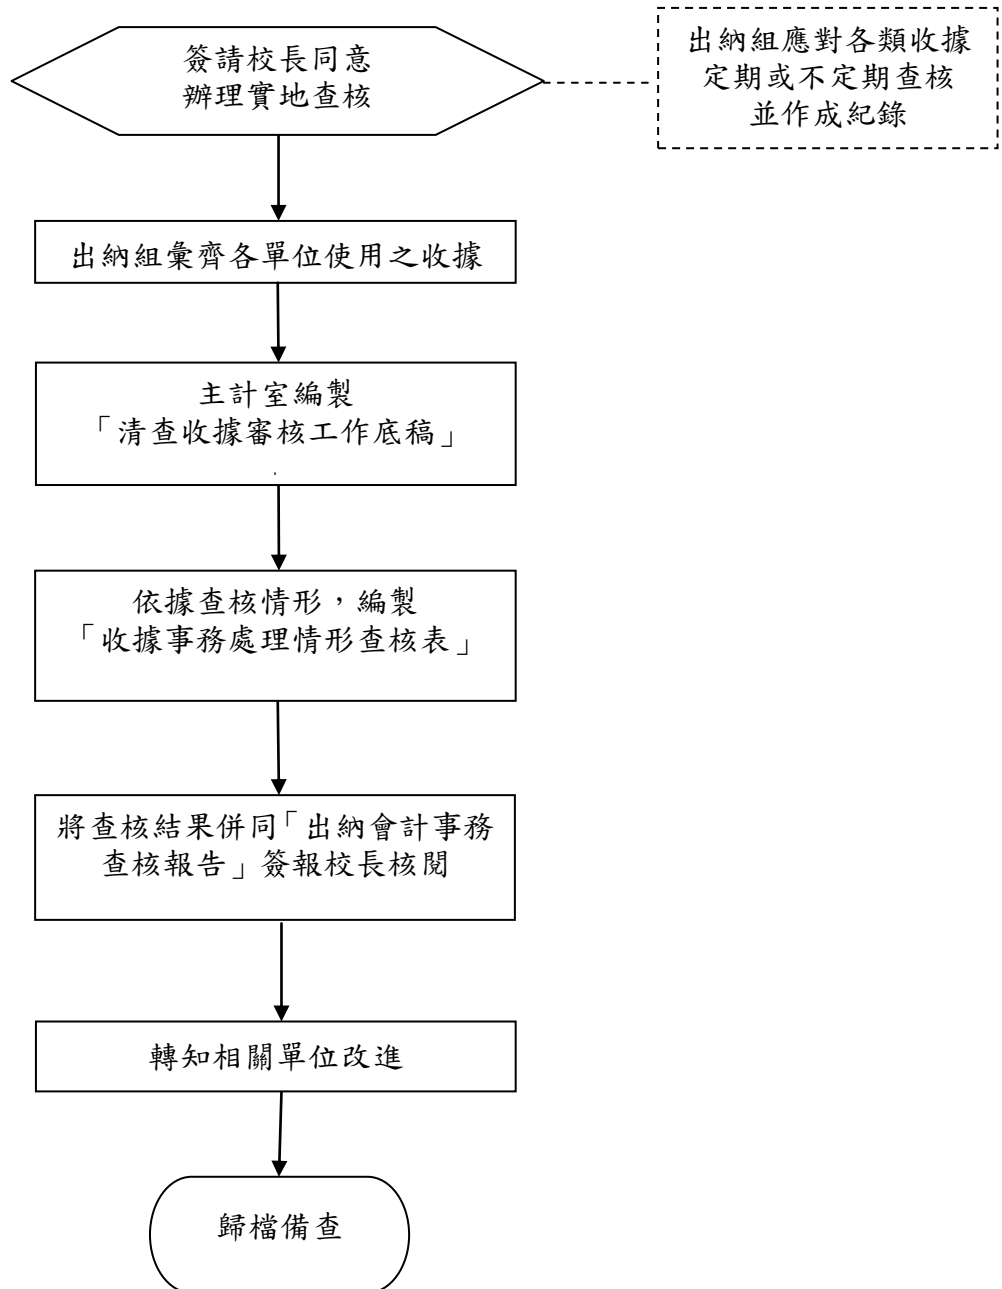 簽請校長同意
辦理實地查核
出納組應對各類收據
定期或不定期查核
並作成紀錄
出納組彙齊各單位使用之收據
主計室編製
「清查收據審核工作底稿」
.
依據查核情形，編製
「收據事務處理情形查核表」
將查核結果併同「出納會計事務
查核報告」簽報校長核閱
轉知相關單位改進
歸檔備查